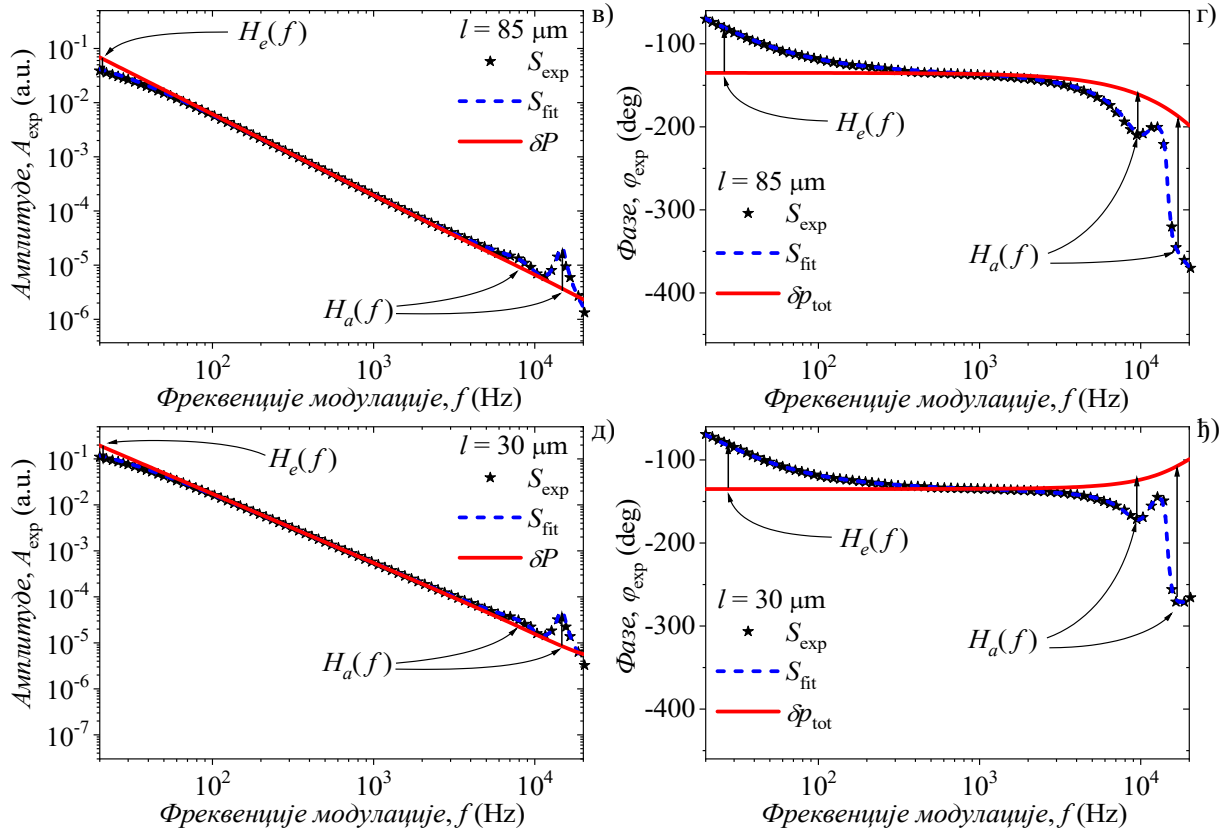 в)
Амплитуде, A_exp (a.u.)
10^-1
10^-2
10^-3
10^-4
10^-5
10^-6
H_e(f)
l = 85 μm
S_exp
S_fit
δP
H_a(f)
10^2 10^3 10^4
Фреквенције модулације, f (Hz)
г)
Фазе, φ_exp (deg)
-100
-200
-300
-400
H_e(f)
l = 85 μm
S_exp
S_fit
δp_tot
H_a(f)
10^2 10^3 10^4
Фреквенције модулације, f (Hz)
д)
Амплитуде, A_exp (a.u.)
10^-1
10^-2
10^-3
10^-4
10^-5
10^-6
10^-7
H_e(f)
l = 30 μm
S_exp
S_fit
δP
H_a(f)
10^2 10^3 10^4
Фреквенције модулације, f (Hz)
ђ)
Фазе, φ_exp (deg)
-100
-200
-300
-400
H_e(f)
l = 30 μm
S_exp
S_fit
δp_tot
H_a(f)
10^2 10^3 10^4
Фреквенције модулације, f (Hz)